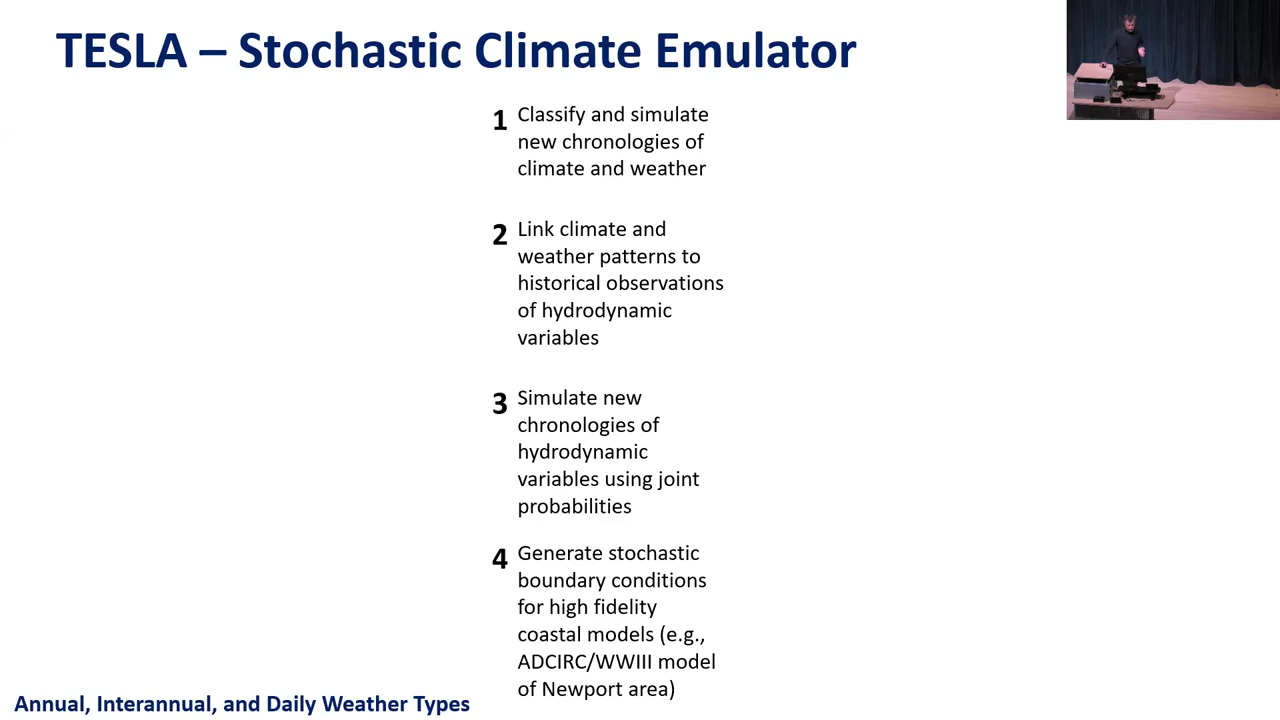 TESLA – Stochastic Climate Emulator
1 Classify and simulate
new chronologies of
climate and weather
2 Link climate and
weather patterns to
historical observations
of hydrodynamic
variables
3 Simulate new
chronologies of
hydrodynamic
variables using joint
probabilities
4 Generate stochastic
boundary conditions
for high fidelity
coastal models (e.g.,
ADCIRC/WWIII model
of Newport area)
Annual, Interannual, and Daily Weather Types